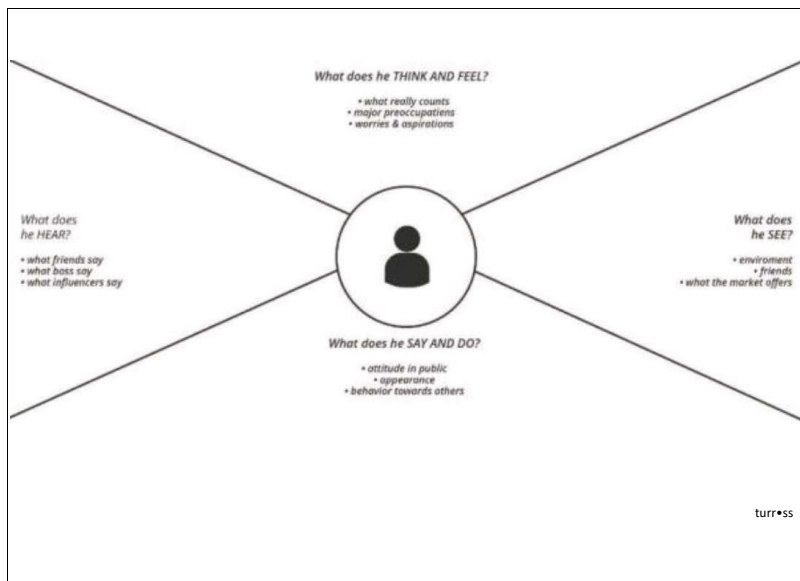 What does he THINK AND FEEL?
• what really counts
• major preoccupations
• worries & aspirations
What does
he HEAR?
• what friends say
• what boss say
• what influencers say
What does
he SEE?
• enviroment
• friends
• what the market offers
What does he SAY AND DO?
• attitude in public
• appearance
• behavior towards others
turr•ss